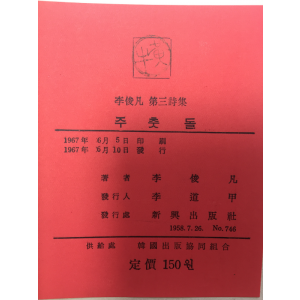 李俊凡 第三詩集
주춧돌
1967年 6月 5日 印刷
1967年 6月 10日 發行
著者 李俊凡
發行人 李道甲
發行處 新興出版社
1958.7.26. No.746
供給處 韓國出版協同組合
定價 150원